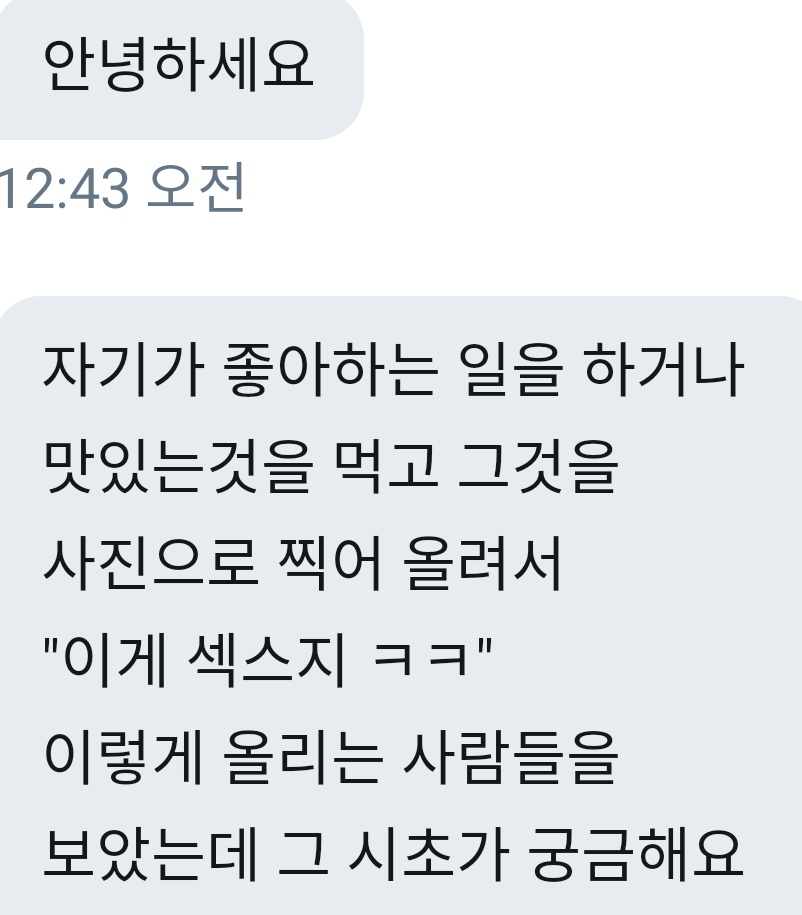 안녕하세요
12:43 오전
자기가 좋아하는 일을 하거나
맛있는것을 먹고 그것을
사진으로 찍어 올려서
"이게 섹스지 ㅋㅋ"
이렇게 올리는 사람들을
보았는데 그 시초가 궁금해요